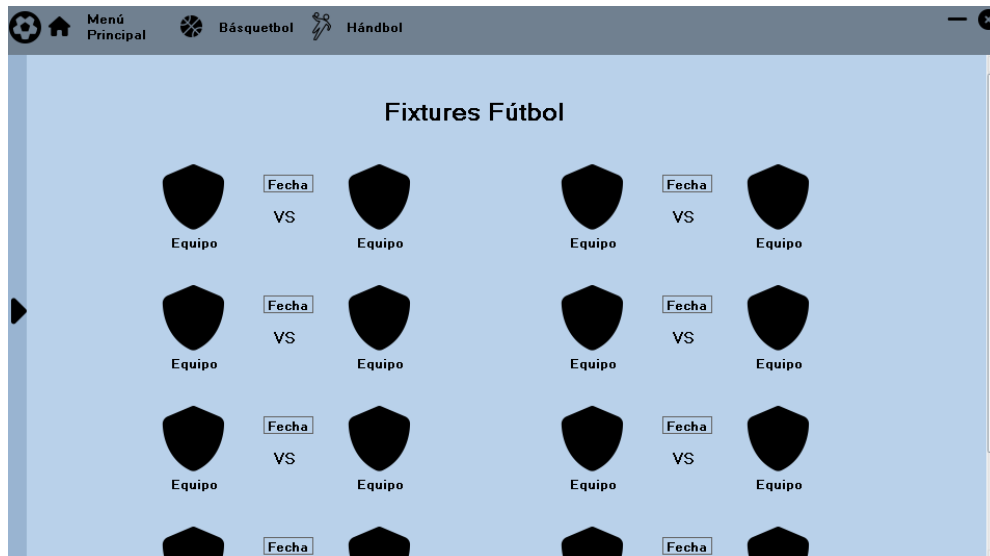 Menú
Principal
Básquetbol
Hándbol
Fixtures Fútbol
Fecha
VS
Equipo
Equipo
Fecha
VS
Equipo
Equipo
Fecha
VS
Equipo
Equipo
Fecha
VS
Equipo
Equipo
Fecha
VS
Equipo
Equipo
Fecha
VS
Equipo
Equipo
Fecha
Fecha